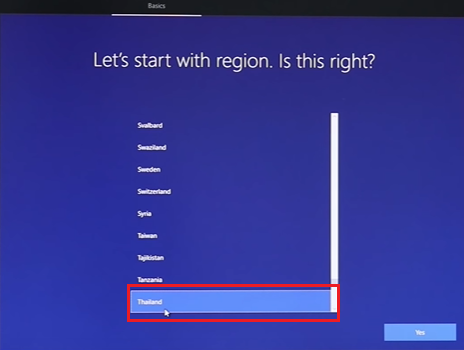 Basics
Let's start with region. Is this right?
Svalbard
Swaziland
Sweden
Switzerland
Syria
Taiwan
Tajikistan
Tanzania
Thailand
Yes